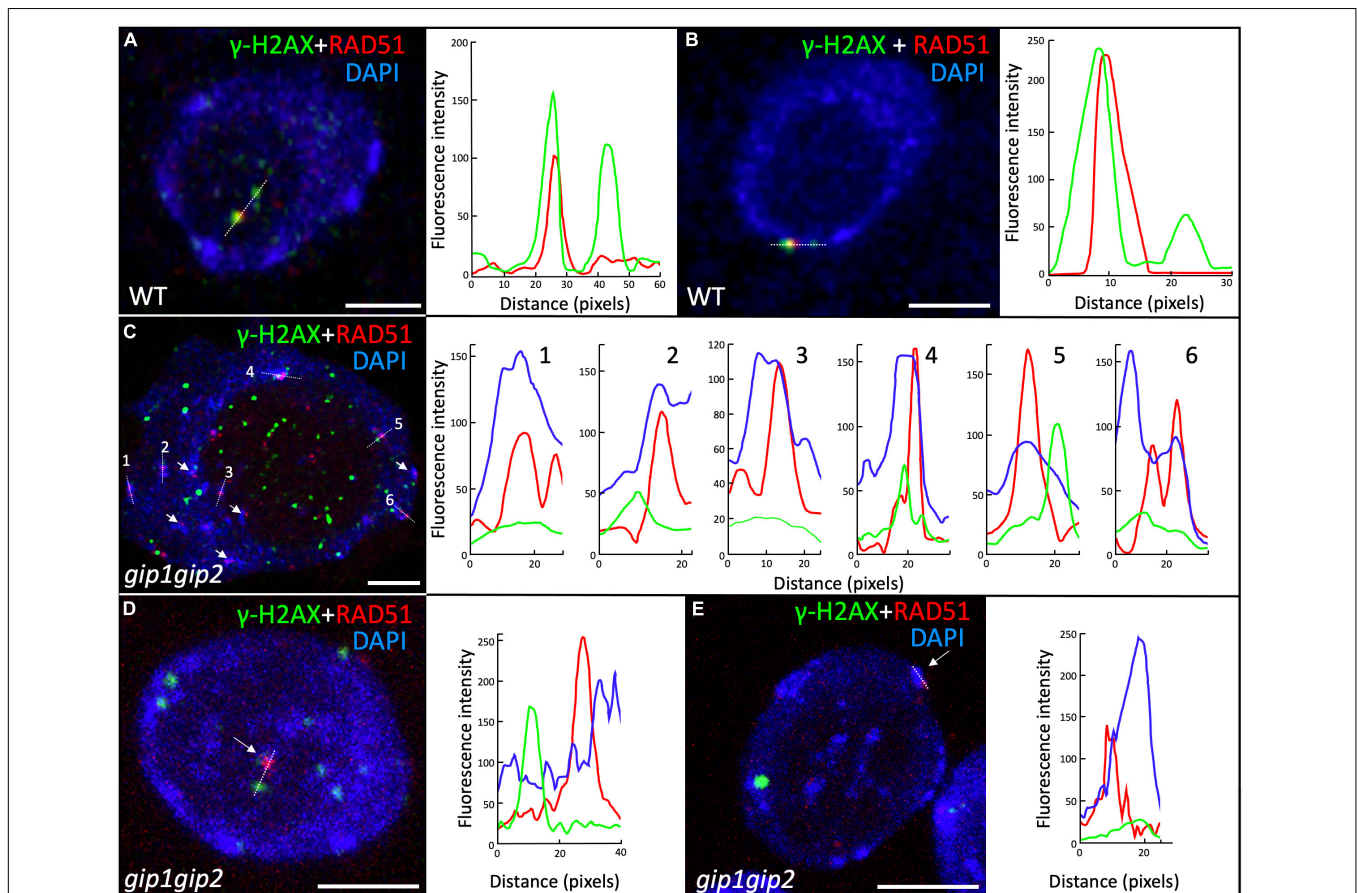 A
γ-H2AX+RAD51
DAPI
WT
Fluorescence intensity
200
150
100
50
0
0 10 20 30 40 50 60
Distance (pixels)
B
γ-H2AX + RAD51
DAPI
WT
Fluorescence intensity
250
200
150
100
50
0
0 10 20 30
Distance (pixels)
C
γ-H2AX+RAD51
DAPI
4
5
1
2
3
6
gip1gip2
Fluorescence intensity
1
150
100
50
0
0 20
2
150
100
50
0
0 20
3
120
100
80
60
40
20
0
0 20
4
150
100
50
0
0 20
5
150
100
50
0
0 20
6
150
100
50
0
0 20
Distance (pixels)
D
γ-H2AX+RAD51
DAPI
gip1gip2
Fluorescence intensity
250
200
150
100
50
0
0 20 40
Distance (pixels)
E
γ-H2AX+RAD51
DAPI
gip1gip2
Fluorescence intensity
250
200
150
100
50
0
0 20
Distance (pixels)